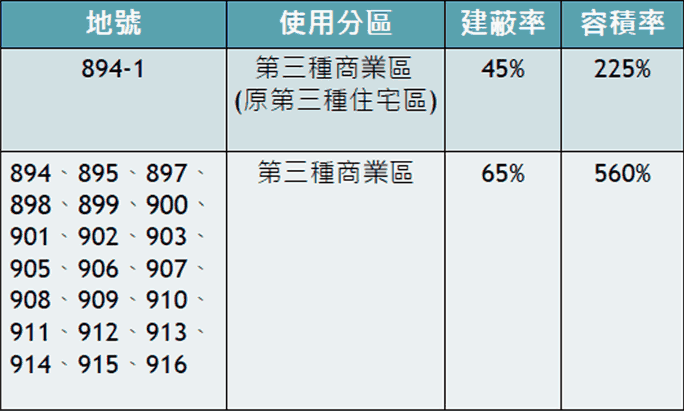 地號 使用分區 建蔽率 容積率
894-1 第三種商業區 45% 225%
(原第三種住宅區)
894、895、897、 第三種商業區 65% 560%
898、899、900、
901、902、903、
905、906、907、
908、909、910、
911、912、913、
914、915、916